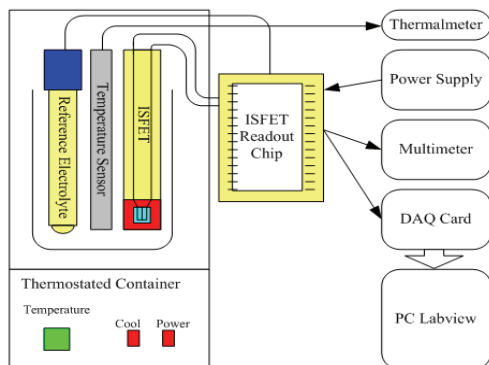 Reference Electrolyte
Temperature Sensor
ISFET
ISFET
Readout
Chip
Thermalmeter
Power Supply
Multimeter
DAQ Card
PC Labview
Thermostated Container
Temperature
Cool Power